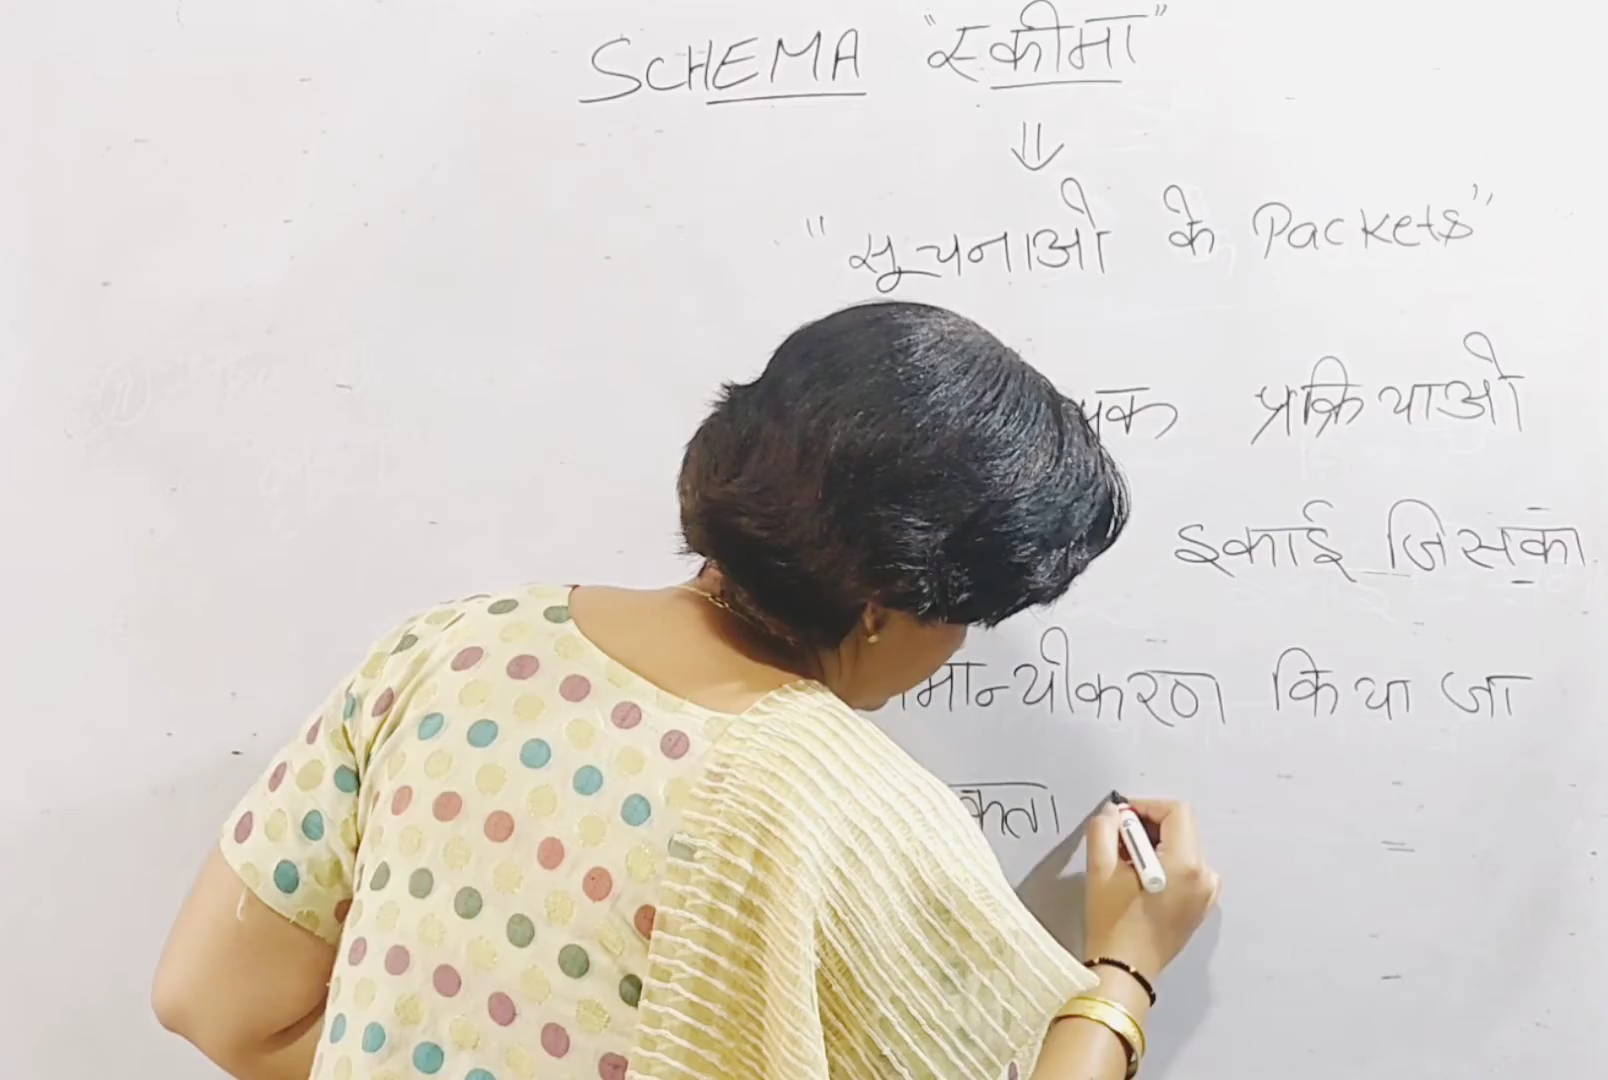 SCHEMA "स्कीमा"
"सूचनाओ के Packets"
प्रक्रियाओ
इकाई जिसका
मान्यीकरण किया जा
कता